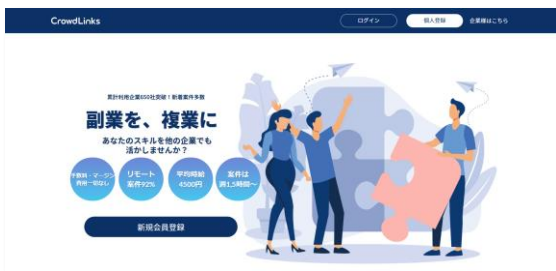 CrowdLinks
ログイン
個人登録
企業様はこちら
累計利用企業650社突破！新着案件多数
副業を、複業に
あなたのスキルを他の企業でも
活かしませんか？
手数料・マージン
費用一切なし
リモート
案件92%
平均時給
4500円
案件は
週1.5時間〜
新規会員登録